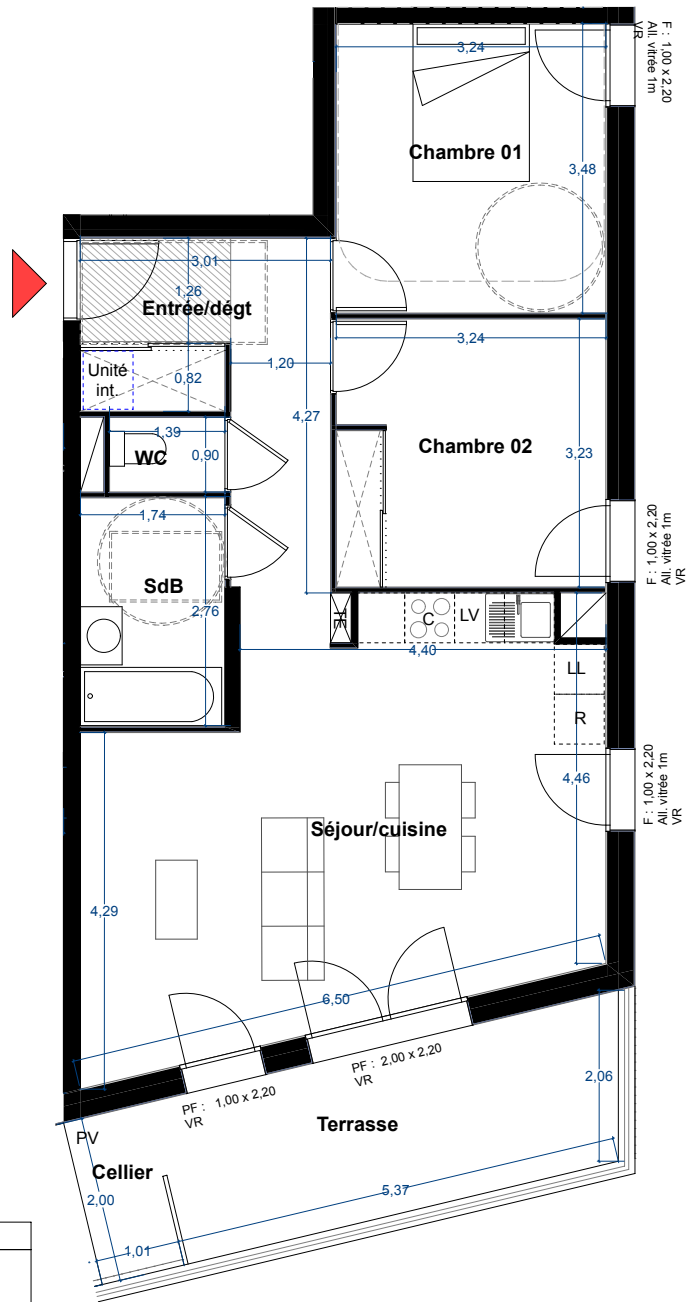 F : 1,00 x 2,20
All. vitrée 1m
VR
3,24
Chambre 01
3,48
3,01
1,26
Entrée/dégt
3,24
Unité
int.
0,82
1,20
4,27
1,39
WC
0,90
Chambre 02
3,23
1,74
F : 1,00 x 2,20
All. vitrée 1m
VR
SdB
2,76
TE
C
LV
4,40
LL
R
4,46
F : 1,00 x 2,20
All. vitrée 1m
VR
Séjour/cuisine
4,29
6,50
PF : 2,00 x 2,20
VR
PF : 1,00 x 2,20
VR
2,06
Terrasse
PV
Cellier
2,00
5,37
1,01